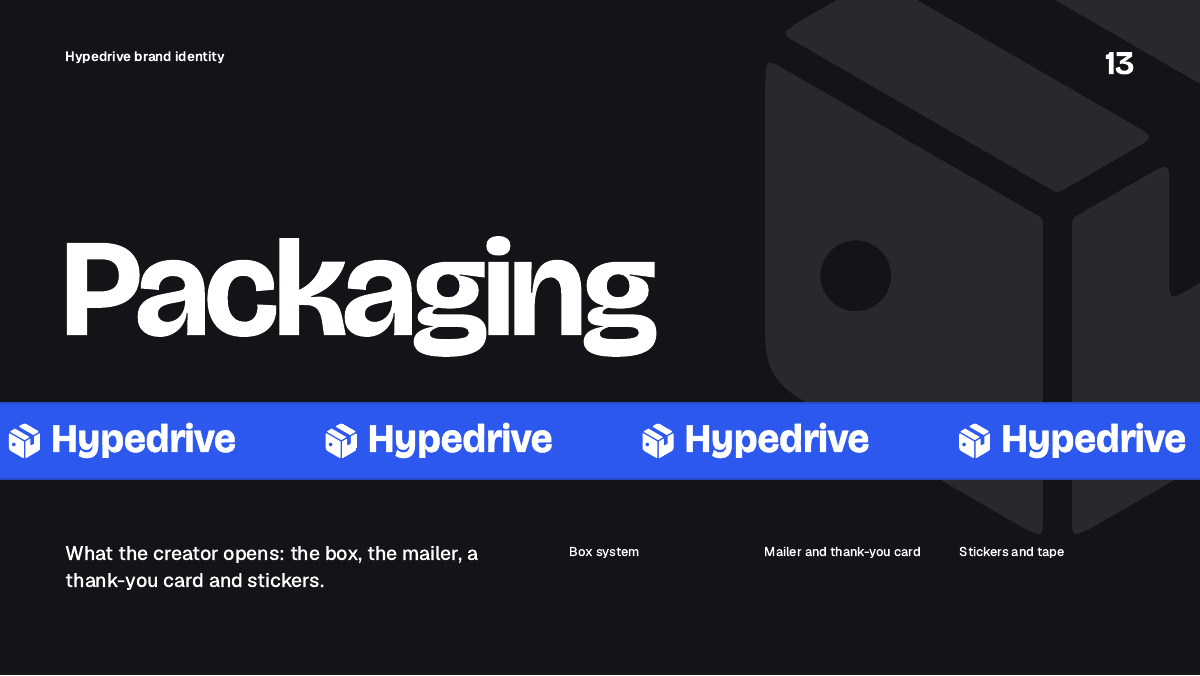 Hypedrive brand identity
13
Packaging
Hypedrive Hypedrive Hypedrive Hypedrive
What the creator opens: the box, the mailer, a
thank-you card and stickers.
Box system
Mailer and thank-you card
Stickers and tape